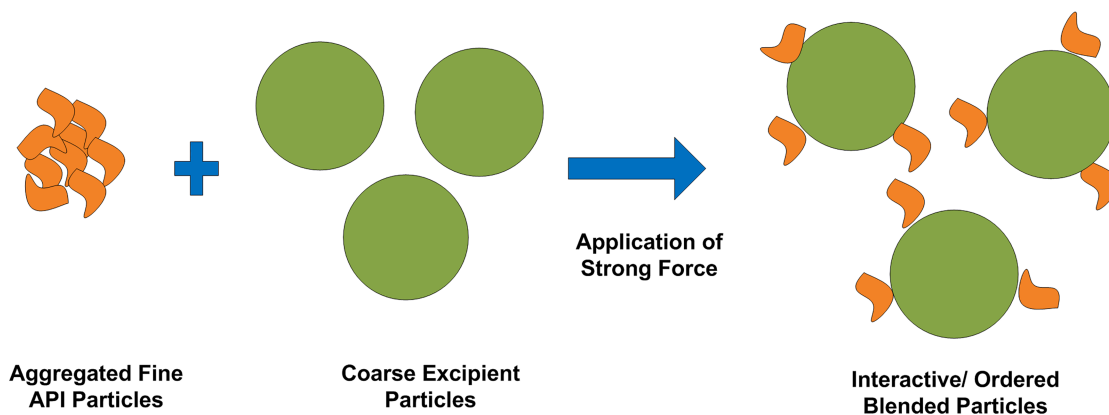 Application of
Strong Force
Aggregated Fine
API Particles
Coarse Excipient
Particles
Interactive/ Ordered
Blended Particles